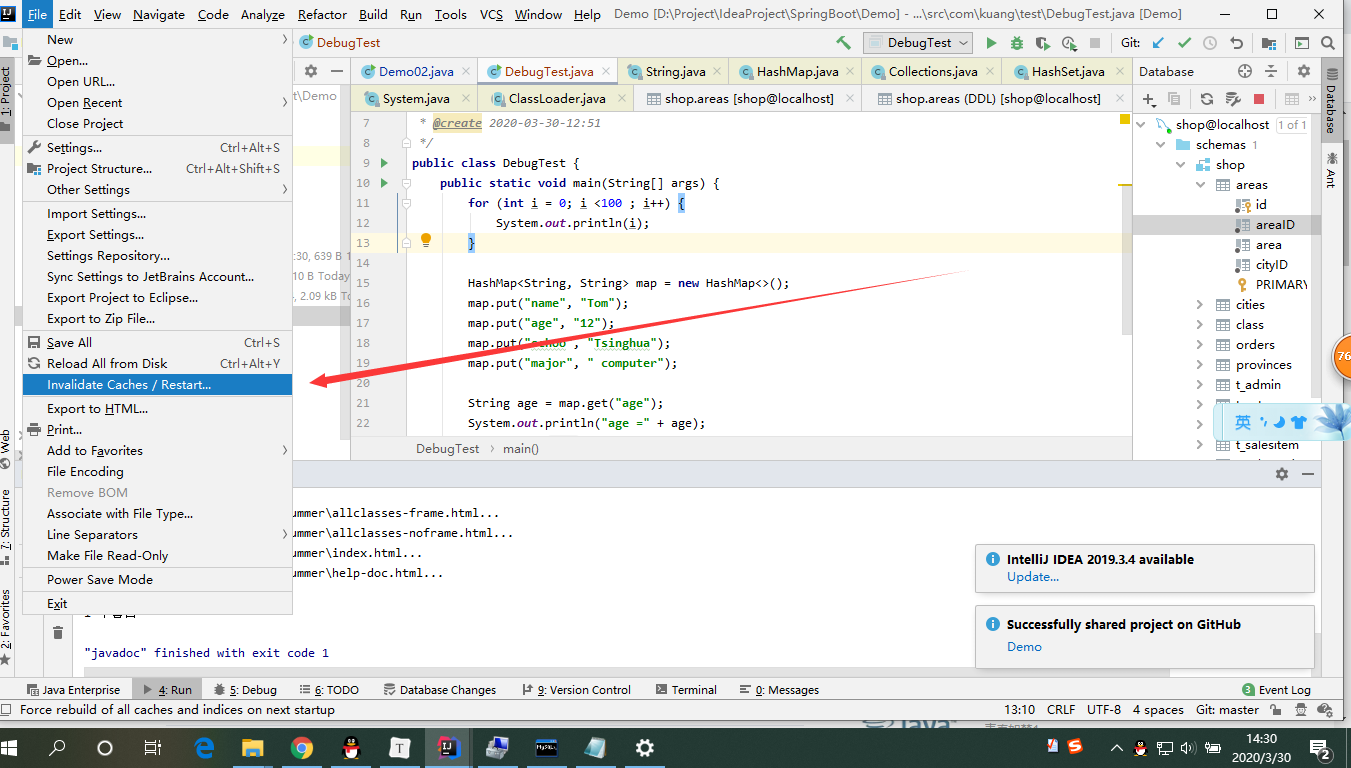 File Edit View Navigate Code Analyze Refactor Build Run Tools VCS Window Help Demo [D:\Project\IdeaProject\SpringBoot\Demo] - ...\src\com\kuang\test\DebugTest.java [Demo]
DebugTest
DebugTest
Git:
New
Open...
Open URL...
Open Recent
Close Project
Settings... Ctrl+Alt+S
Project Structure... Ctrl+Alt+Shift+S
Other Settings
Import Settings...
Export Settings...
Settings Repository...
Sync Settings to JetBrains Account...
Export Project to Eclipse...
Export to Zip File...
Save All Ctrl+S
Reload All from Disk Ctrl+Alt+Y
Invalidate Caches / Restart...
Export to HTML...
Print...
Add to Favorites
File Encoding
Remove BOM
Associate with File Type...
Line Separators
Make File Read-Only
Power Save Mode
Exit
1: Project
Web
7: Structure
2: Favorites
t\Demo
:30, 639 B 1
10 B Today
, 2.09 kB Tod
Demo02.java DebugTest.java String.java HashMap.java Collections.java HashSet.java
System.java ClassLoader.java shop.areas [shop@localhost] shop.areas (DDL) [shop@localhost]
7 * @create 2020-03-30-12:51
8 */
9 public class DebugTest {
10 public static void main(String[] args) {
11 for (int i = 0; i <100 ; i++) {
12 System.out.println(i);
13 }
14
15 HashMap<String, String> map = new HashMap<>();
16 map.put("name", "Tom");
17 map.put("age", "12");
18 map.put("schoo", "Tsinghua");
19 map.put("major", " computer");
20
21 String age = map.get("age");
22 System.out.println("age =" + age);
DebugTest main()
Database
shop@localhost 1 of 1
schemas 1
shop
areas
id
areaID
area
cityID
PRIMARY
cities
class
orders
provinces
t_admin
t_salesitem
Database
Ant
76
英
ummer\allclasses-frame.html...
ummer\allclasses-noframe.html...
ummer\index.html...
ummer\help-doc.html...
"javadoc" finished with exit code 1
IntelliJ IDEA 2019.3.4 available
Update...
Successfully shared project on GitHub
Demo
Java Enterprise 4: Run 5: Debug 6: TODO Database Changes 9: Version Control Terminal 0: Messages 3 Event Log
Force rebuild of all caches and indices on next startup 13:10 CRLF UTF-8 4 spaces Git: master
T
MySQL
14:30
2020/3/30
2